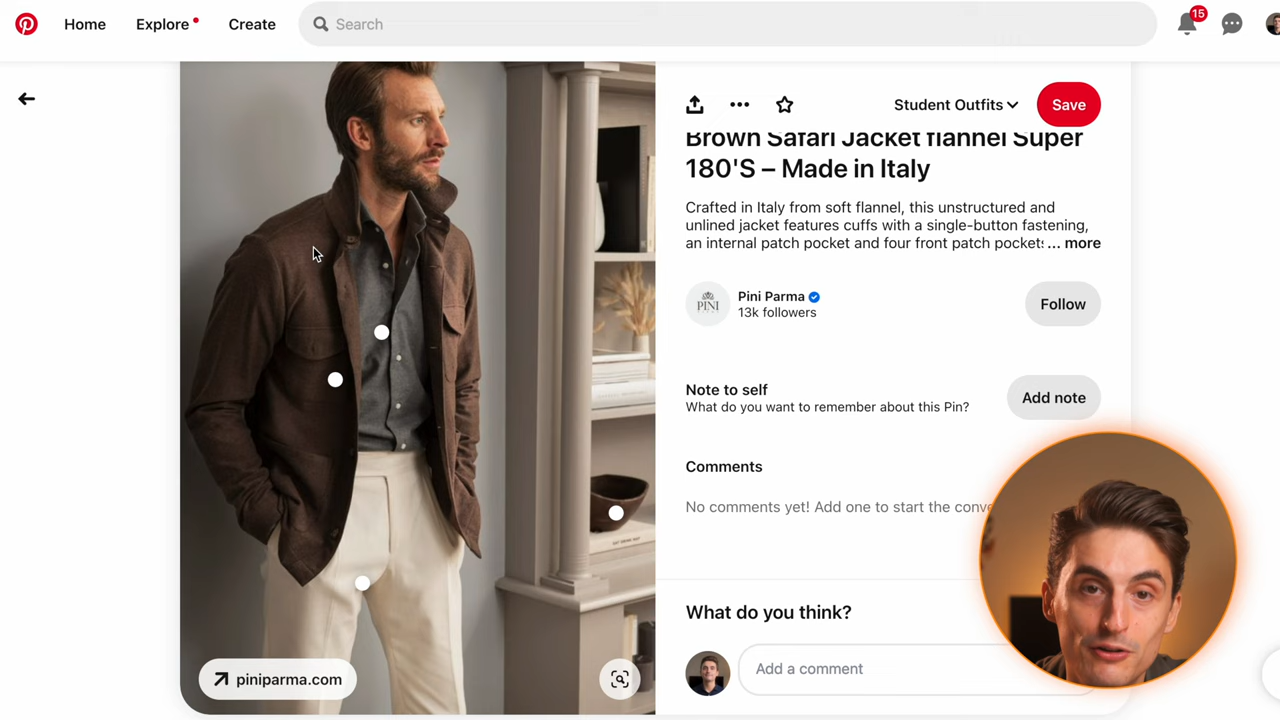 Home
Explore
Create
Search
15
Student Outfits
Save
Brown Safari Jacket flannel Super
180'S – Made in Italy
Crafted in Italy from soft flannel, this unstructured and
unlined jacket features cuffs with a single-button fastening,
an internal patch pocket and four front patch pockets ... more
PINI
Pini Parma
13k followers
Follow
Note to self
What do you want to remember about this Pin?
Add note
Comments
No comments yet! Add one to start the conve
What do you think?
Add a comment
piniparma.com